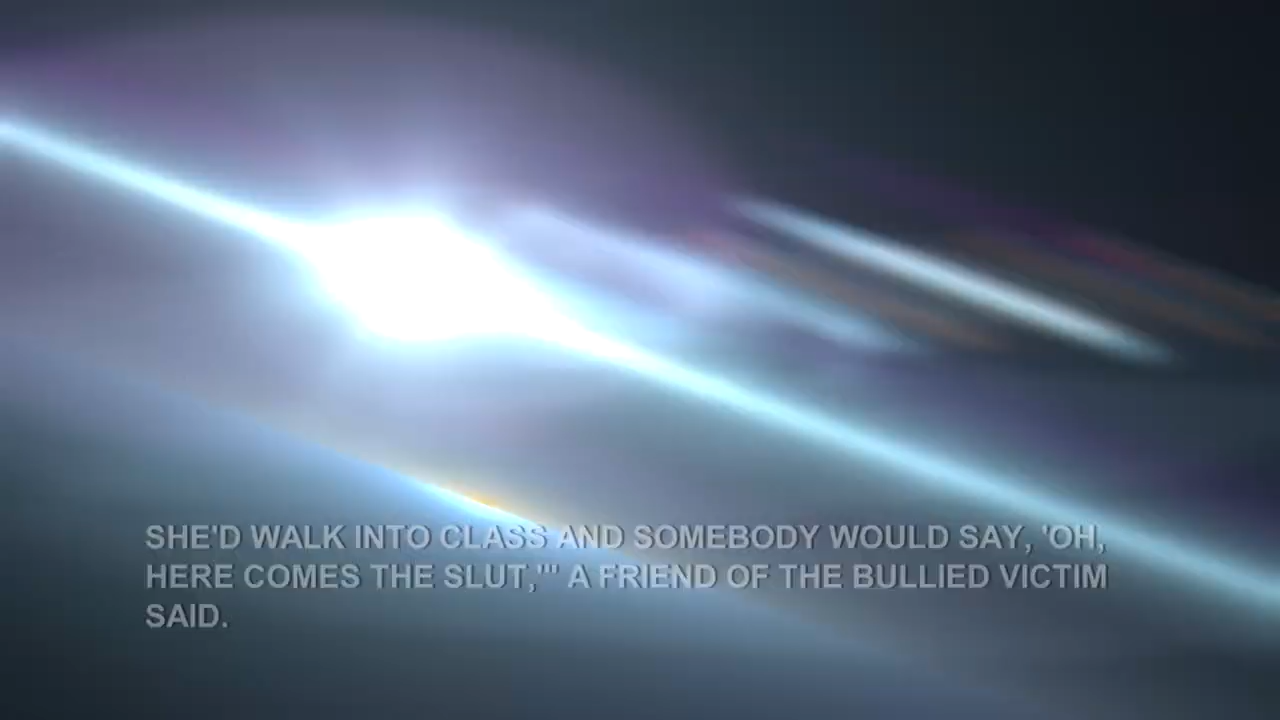 SHE'D WALK INTO CLASS AND SOMEBODY WOULD SAY, 'OH,
HERE COMES THE SLUT,'" A FRIEND OF THE BULLIED VICTIM
SAID.